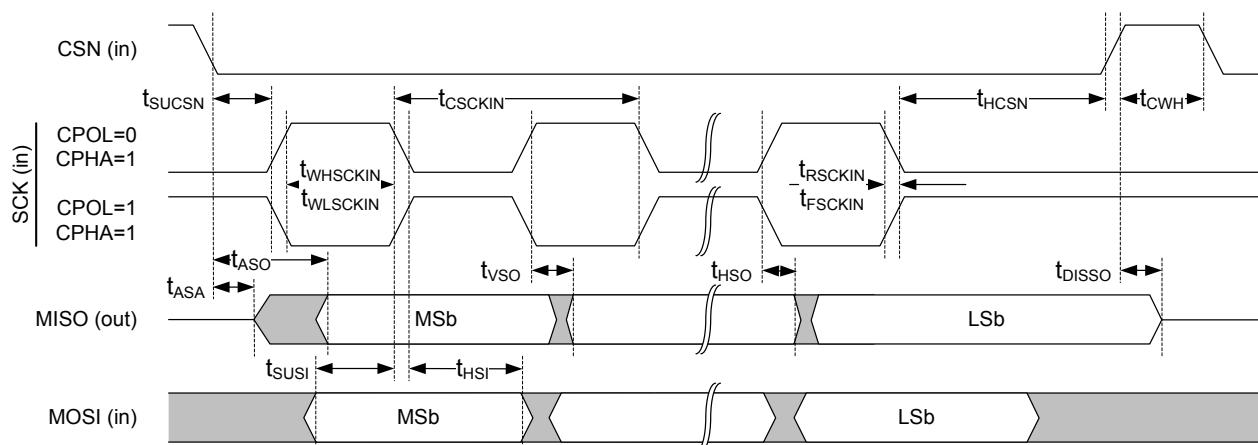 CSN (in)
tSUCSN
tCSCKIN
tHCSN
tCWH
SCK (in)
CPOL=0
CPHA=1
tWHSCKIN
tRSCKIN
CPOL=1
CPHA=1
tWLSCKIN
tFSCKIN
tASO
tVSO
tHSO
tDISSO
tASA
MISO (out)
MSb
LSb
tSUSI
tHSI
MOSI (in)
MSb
LSb